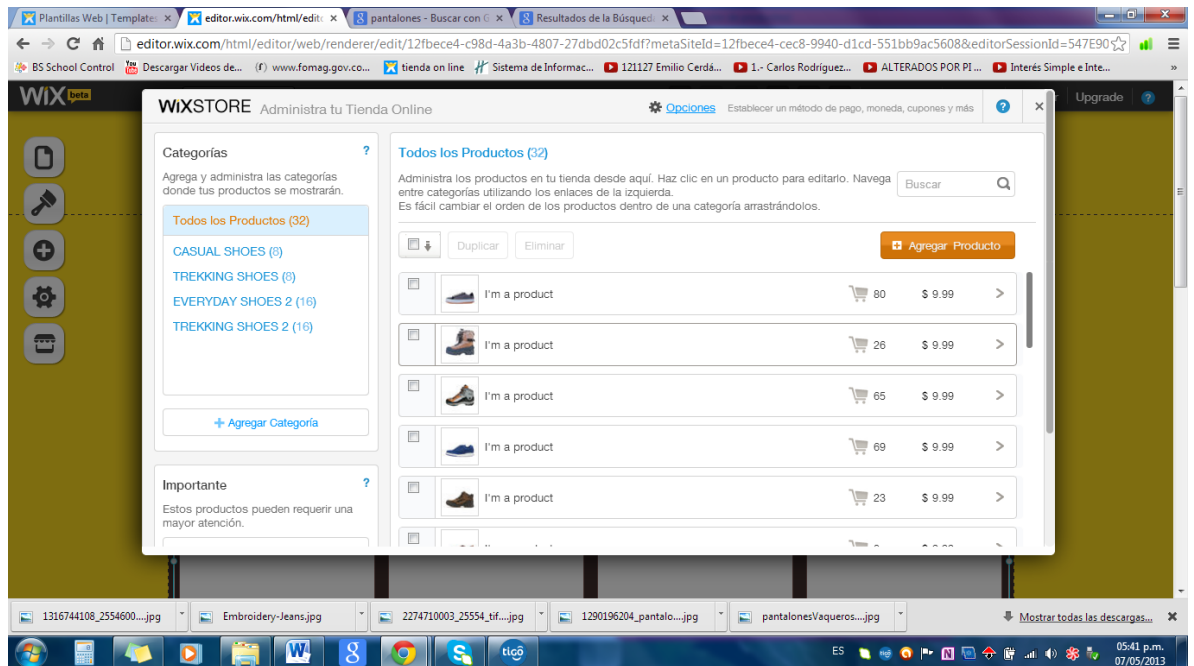 Plantillas Web | Templates
editor.wix.com/html/edito
pantalones - Buscar con G
Resultados de la Búsqueda
editor.wix.com/html/editor/web/renderer/edit/12fbece4-c98d-4a3b-4807-27dbd02c5fdf?metaSiteId=12fbece4-cec8-9940-d1cd-551bb9ac5608&editorSessionId=547E90
BS School Control
You Tube
Descargar Videos de...
www.fomag.gov.co...
tienda on line
Sistema de Informac...
121127 Emilio Cerdá...
1.- Carlos Rodríguez...
ALTERADOS POR PI ...
Interés Simple e Inte...
»
WiX beta
r
Upgrade
?
WiXSTORE Administra tu Tienda Online
Opciones Establecer un método de pago, moneda, cupones y más
?
Categorías ?
Agrega y administra las categorías
donde tus productos se mostrarán.
Todos los Productos (32)
CASUAL SHOES (8)
TREKKING SHOES (8)
EVERYDAY SHOES 2 (16)
TREKKING SHOES 2 (16)
Agregar Categoría
Importante ?
Estos productos pueden requerir una
mayor atención.
Todos los Productos (32)
Administra los productos en tu tienda desde aquí. Haz clic en un producto para editarlo. Navega
entre categorías utilizando los enlaces de la izquierda.
Es fácil cambiar el orden de los productos dentro de una categoría arrastrándolos.
Buscar
Duplicar
Eliminar
Agregar Producto
I'm a product 80 $ 9.99
I'm a product 26 $ 9.99
I'm a product 65 $ 9.99
I'm a product 69 $ 9.99
I'm a product 23 $ 9.99
1316744108_2554600....jpg
Embroidery-Jeans.jpg
2274710003_25554_tif....jpg
1290196204_pantalo....jpg
pantalonesVaqueros....jpg
Mostrar todas las descargas...
W
8
S
tigo
ES
N
05:41 p.m.
07/05/2013